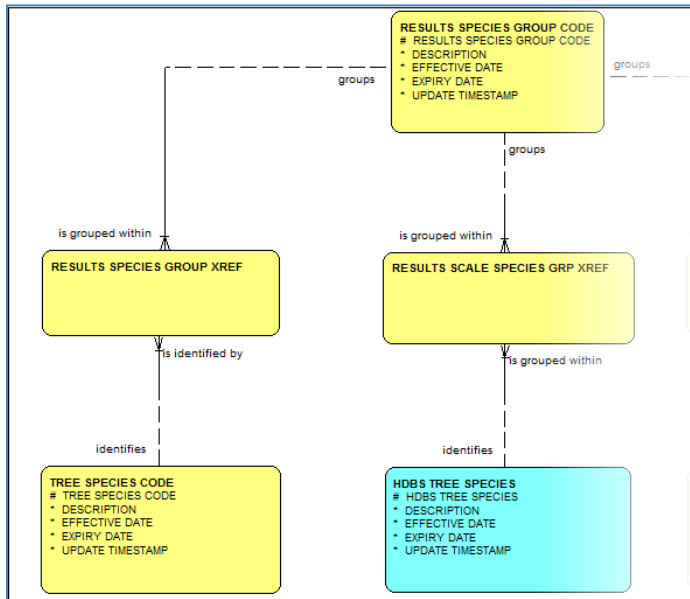 RESULTS SPECIES GROUP CODE
# RESULTS SPECIES GROUP CODE
* DESCRIPTION
* EFFECTIVE DATE
* EXPIRY DATE
* UPDATE TIMESTAMP
groups
groups
groups
is grouped within
is grouped within
RESULTS SPECIES GROUP XREF
RESULTS SCALE SPECIES GRP XREF
is identified by
is grouped within
identifies
identifies
TREE SPECIES CODE
# TREE SPECIES CODE
* DESCRIPTION
* EFFECTIVE DATE
* EXPIRY DATE
* UPDATE TIMESTAMP
HDBS TREE SPECIES
# HDBS TREE SPECIES
* DESCRIPTION
* EFFECTIVE DATE
* EXPIRY DATE
* UPDATE TIMESTAMP